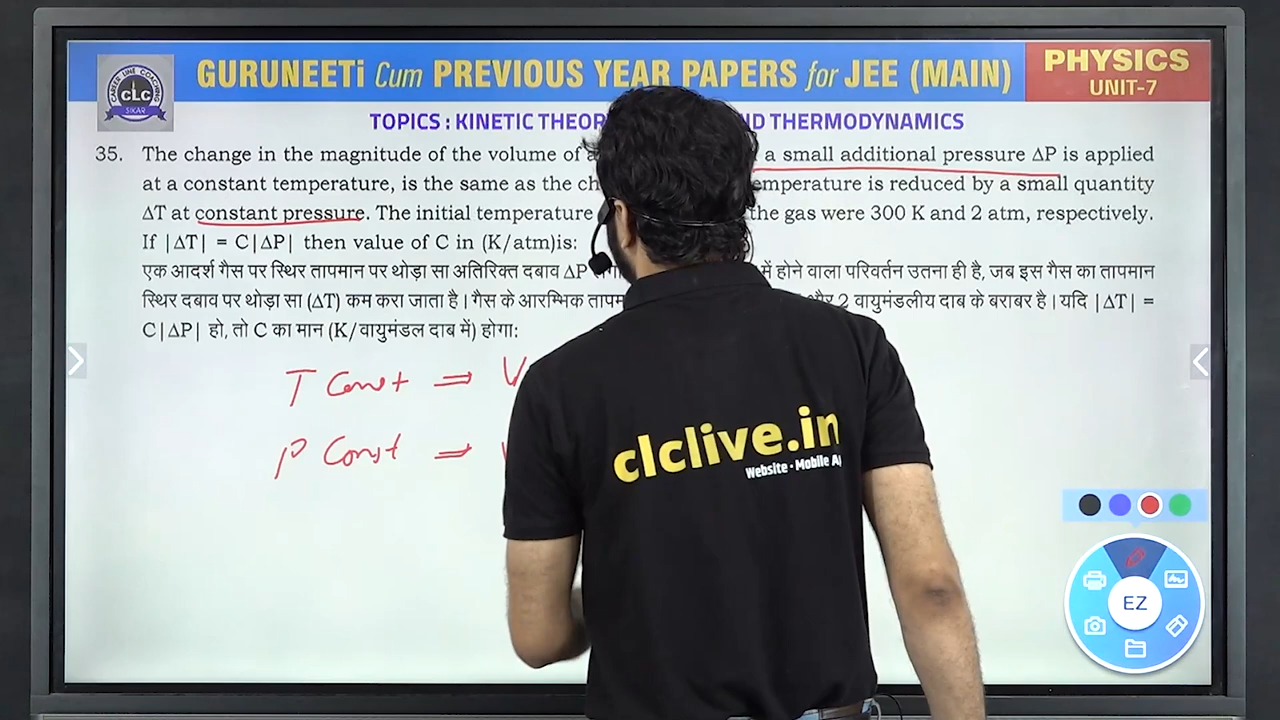 GURUNEETi Cum PREVIOUS YEAR PAPERS for JEE (MAIN)
PHYSICS
UNIT-7
CLC
SIKAR
TOPICS : KINETIC THEOR ND THERMODYNAMICS
35. The change in the magnitude of the volume of a small additional pressure ΔP is applied
at a constant temperature, is the same as the ch emperature is reduced by a small quantity
ΔT at constant pressure. The initial temperature the gas were 300 K and 2 atm, respectively.
If |ΔT| = C|ΔP| then value of C in (K/atm)is:
एक आदर्श गैस पर स्थिर तापमान पर थोड़ा सा अतिरिक्त दबाव ΔP में होने वाला परिवर्तन उतना ही है, जब इस गैस का तापमान
स्थिर दबाव पर थोड़ा सा (ΔT) कम करा जाता है। गैस के आरम्भिक तापम और 2 वायुमंडलीय दाब के बराबर है। यदि |ΔT| =
C|ΔP| हो, तो C का मान (K/वायुमंडल दाब में) होगा:
T Const ⇒ V
P Const ⇒
clclive.in
Website • Mobile A
EZ